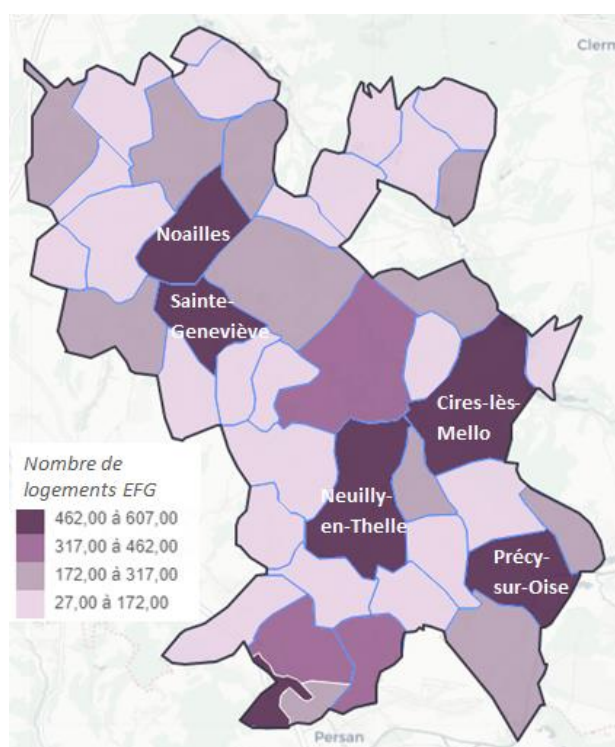 Clerm
Noailles
Sainte-
Geneviève
Cires-lès-
Mello
Nombre de
logements EFG
462,00 à 607,00
317,00 à 462,00
172,00 à 317,00
27,00 à 172,00
Neuilly-
en-Thelle
Précy-
sur-Oise
Persan